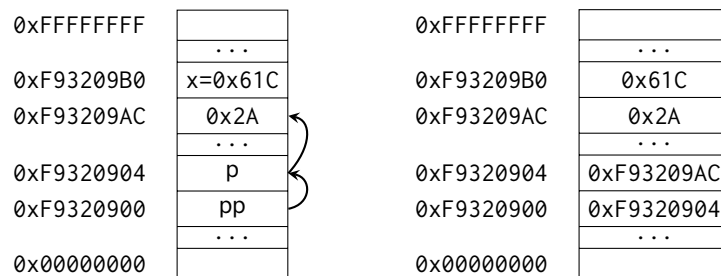 0xFFFFFFFF
...
0xF93209B0 x=0x61C
0xF93209AC 0x2A
...
0xF9320904 p
0xF9320900 pp
...
0x00000000
0xFFFFFFFF
...
0xF93209B0 0x61C
0xF93209AC 0x2A
...
0xF9320904 0xF93209AC
0xF9320900 0xF9320904
...
0x00000000